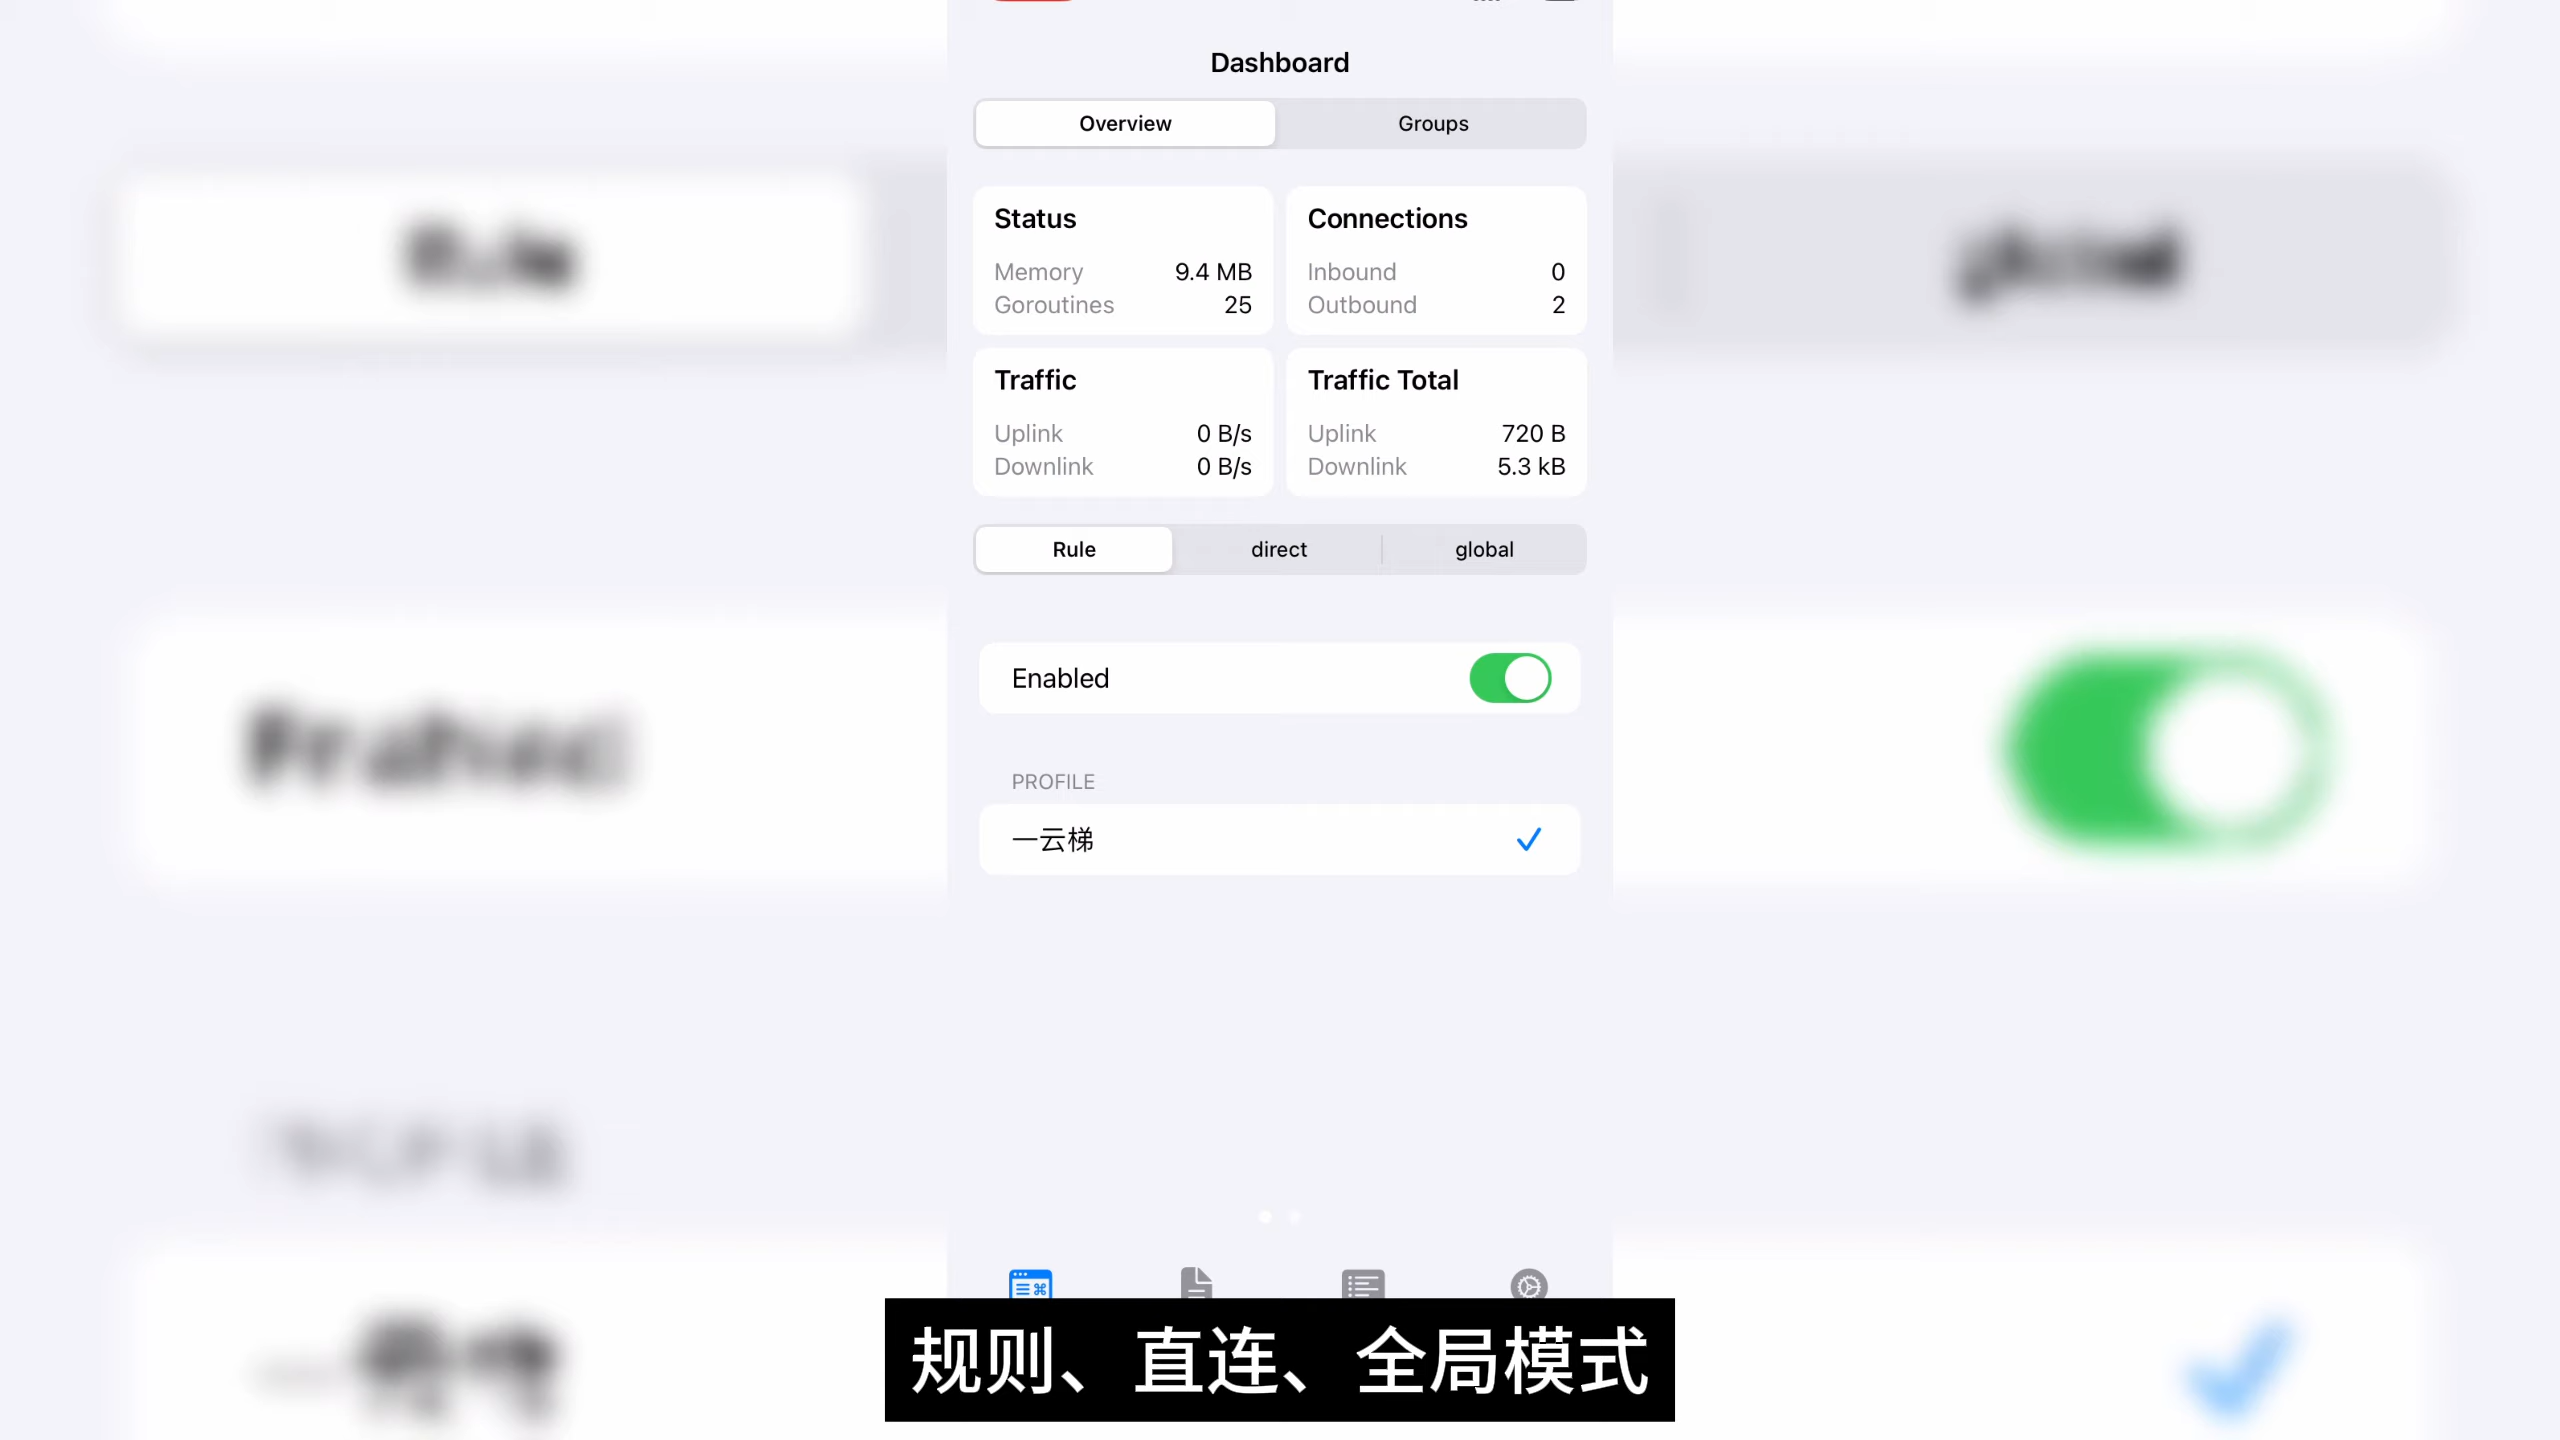 Dashboard
Overview
Groups
Status
Memory 9.4 MB
Goroutines 25
Connections
Inbound 0
Outbound 2
Traffic
Uplink 0 B/s
Downlink 0 B/s
Traffic Total
Uplink 720 B
Downlink 5.3 kB
Rule
direct
global
Enabled
PROFILE
一云梯
规则、直连、全局模式